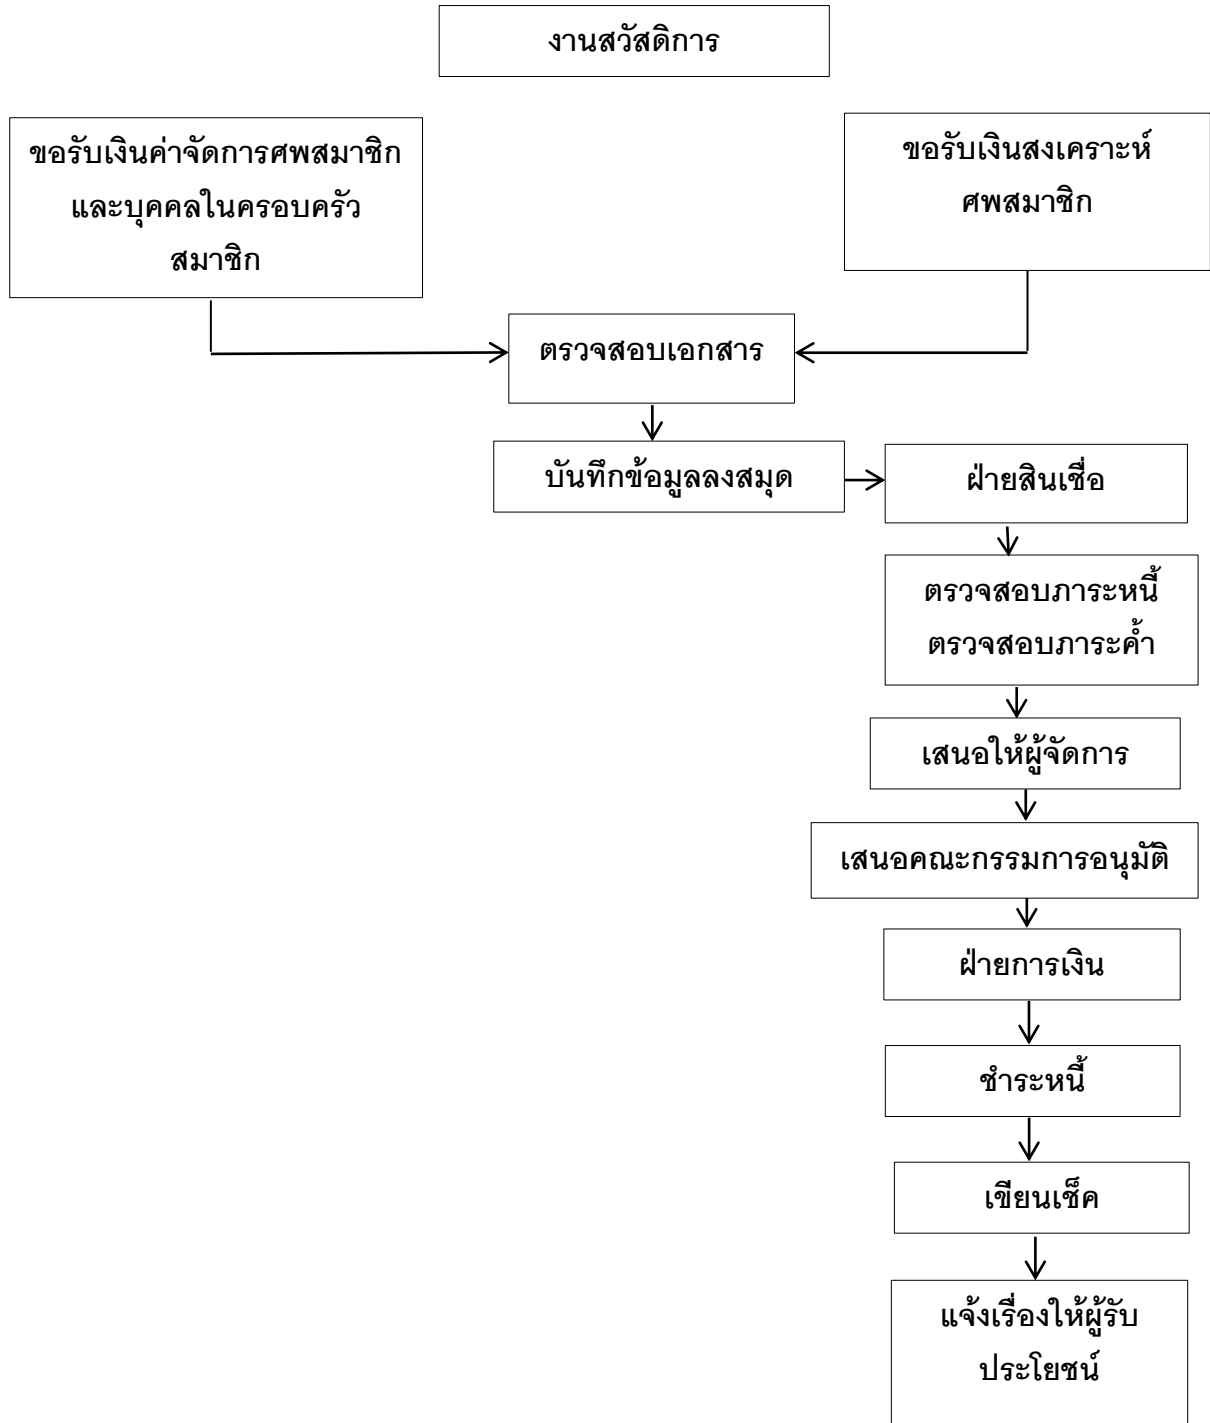 งานสวัสดิการ
ขอรับเงินค่าจัดการศพสมาชิก
และบุคคลในครอบครัว
สมาชิก
ขอรับเงินสงเคราะห์
ศพสมาชิก
ตรวจสอบเอกสาร
บันทึกข้อมูลลงสมุด
ฝ่ายสินเชื่อ
ตรวจสอบภาระหนี้
ตรวจสอบภาระค้ำ
เสนอให้ผู้จัดการ
เสนอคณะกรรมการอนุมัติ
ฝ่ายการเงิน
ชำระหนี้
เขียนเช็ค
แจ้งเรื่องให้ผู้รับ
ประโยชน์